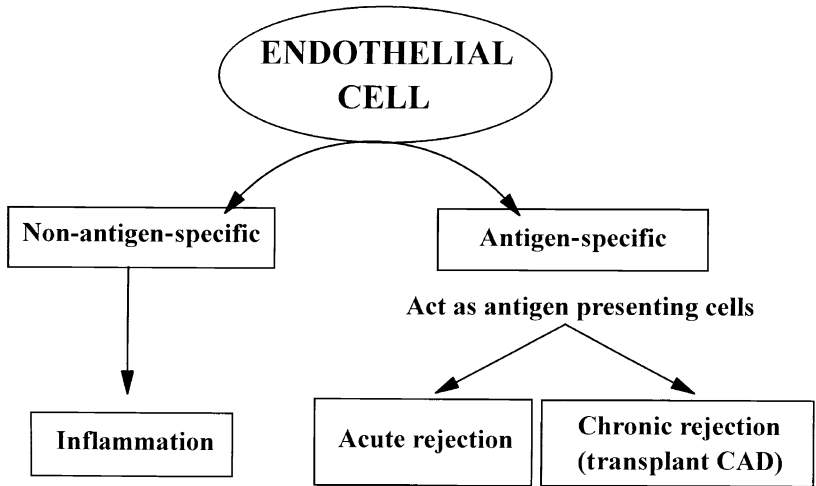 ENDOTHELIAL
CELL
Non-antigen-specific
Antigen-specific
Act as antigen presenting cells
Inflammation
Acute rejection
Chronic rejection
(transplant CAD)